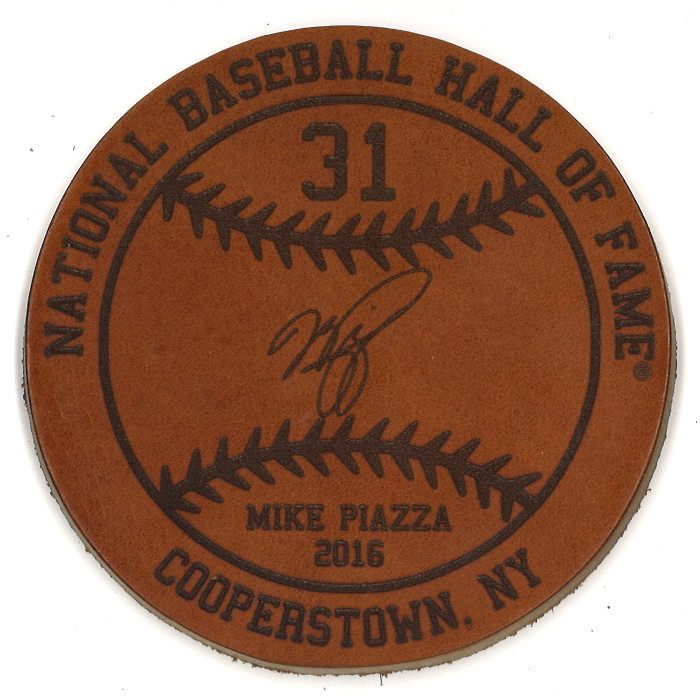 NATIONAL BASEBALL HALL OF FAME®
31
MIKE PIAZZA
2016
COOPERSTOWN, NY